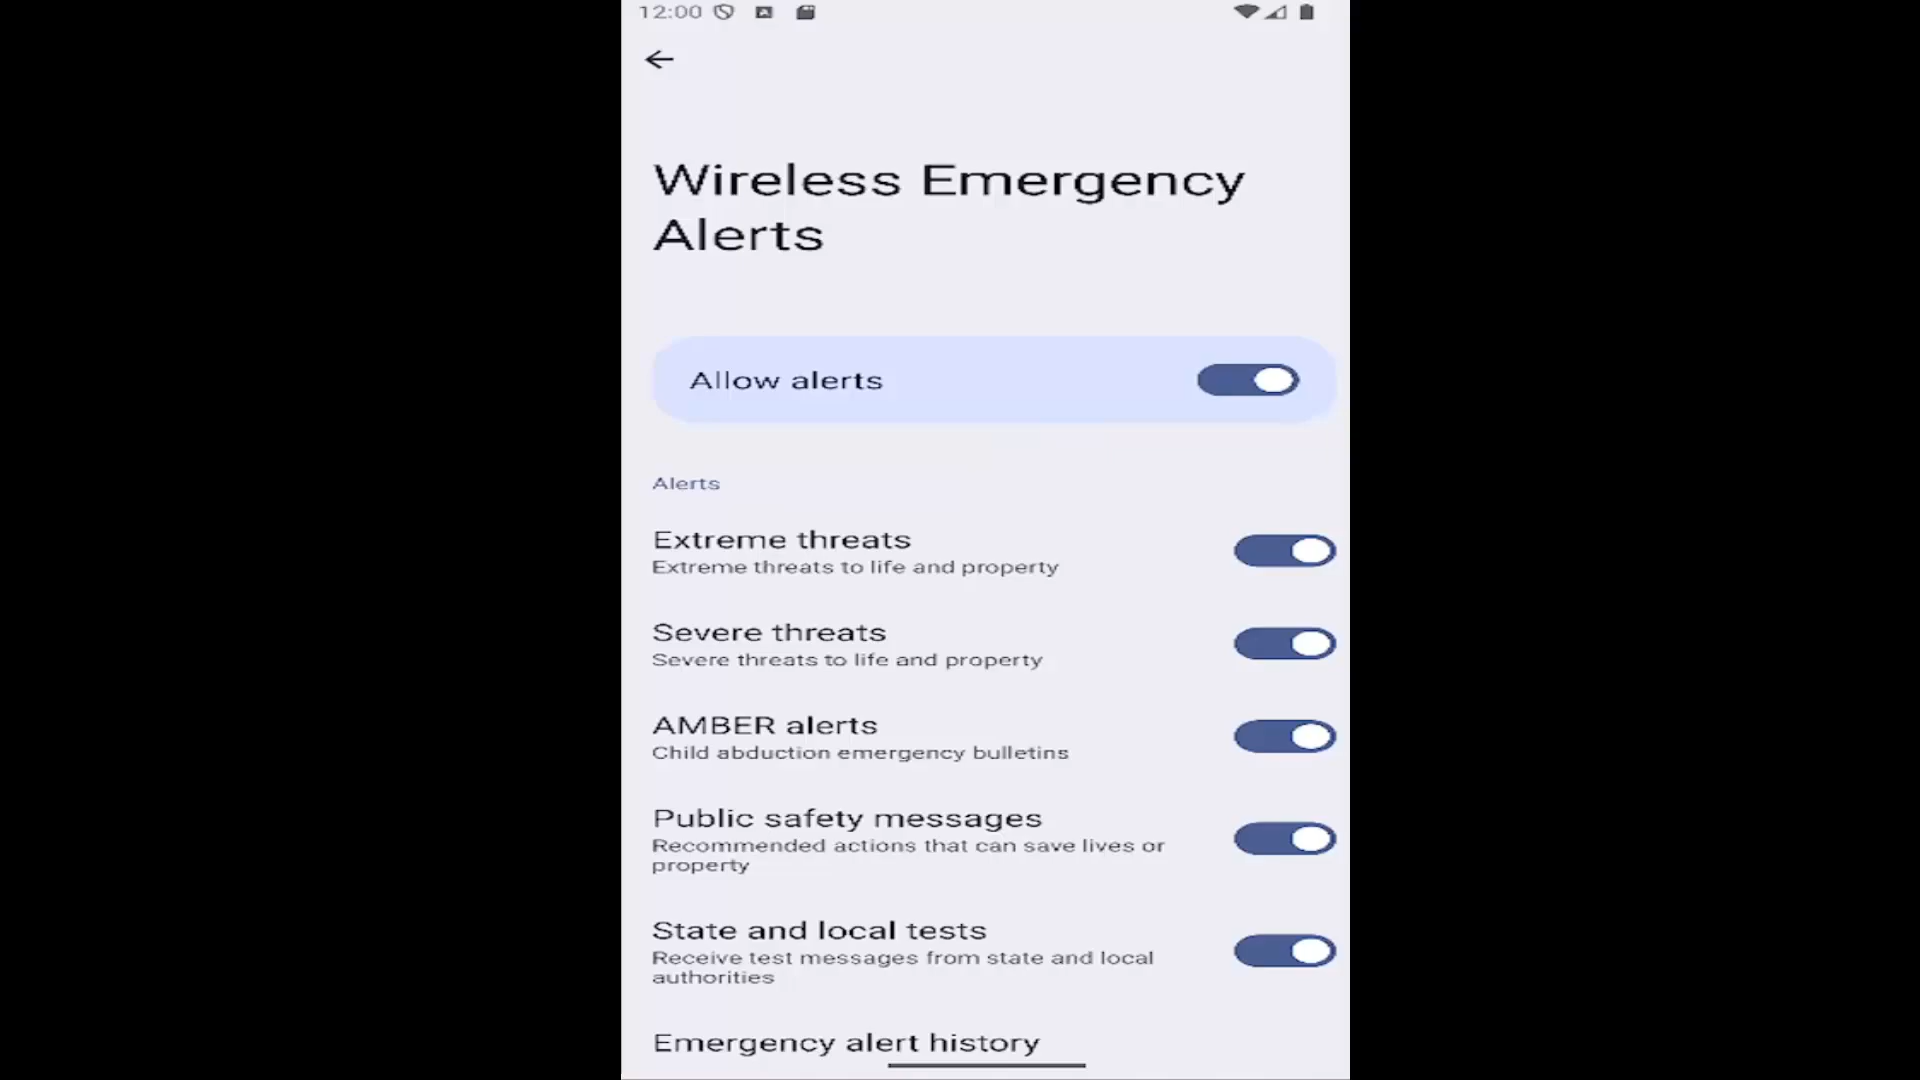 12:00
Wireless Emergency
Alerts
Allow alerts
Alerts
Extreme threats
Extreme threats to life and property
Severe threats
Severe threats to life and property
AMBER alerts
Child abduction emergency bulletins
Public safety messages
Recommended actions that can save lives or
property
State and local tests
Receive test messages from state and local
authorities
Emergency alert history